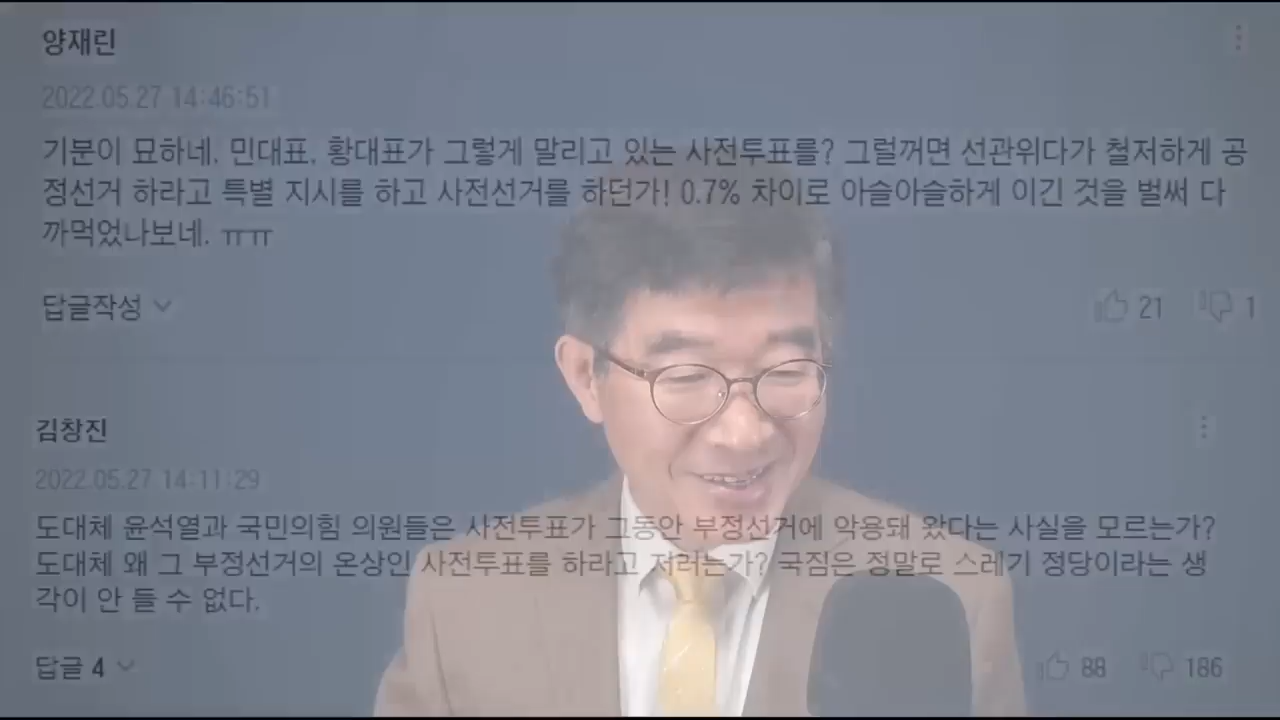 양재린
2022.05.27 14:46:51
기분이 묘하네. 민대표, 황대표가 그렇게 말리고 있는 사전투표를? 그럴꺼면 선관위다가 철저하게 공
정선거 하라고 특별 지시를 하고 사전선거를 하던가! 0.7% 차이로 아슬아슬하게 이긴 것을 벌써 다
까먹었나보네. ㅠㅠ
답글작성
21 1
김창진
2022.05.27 14:11:29
도대체 윤석열과 국민의힘 의원들은 사전투표가 그동안 부정선거에 악용돼 왔다는 사실을 모르는가?
도대체 왜 그 부정선거의 온상인 사전투표를 하라고 저러는가? 국짐은 정말로 스레기 정당이라는 생
각이 안 들 수 없다.
답글 4
88 186